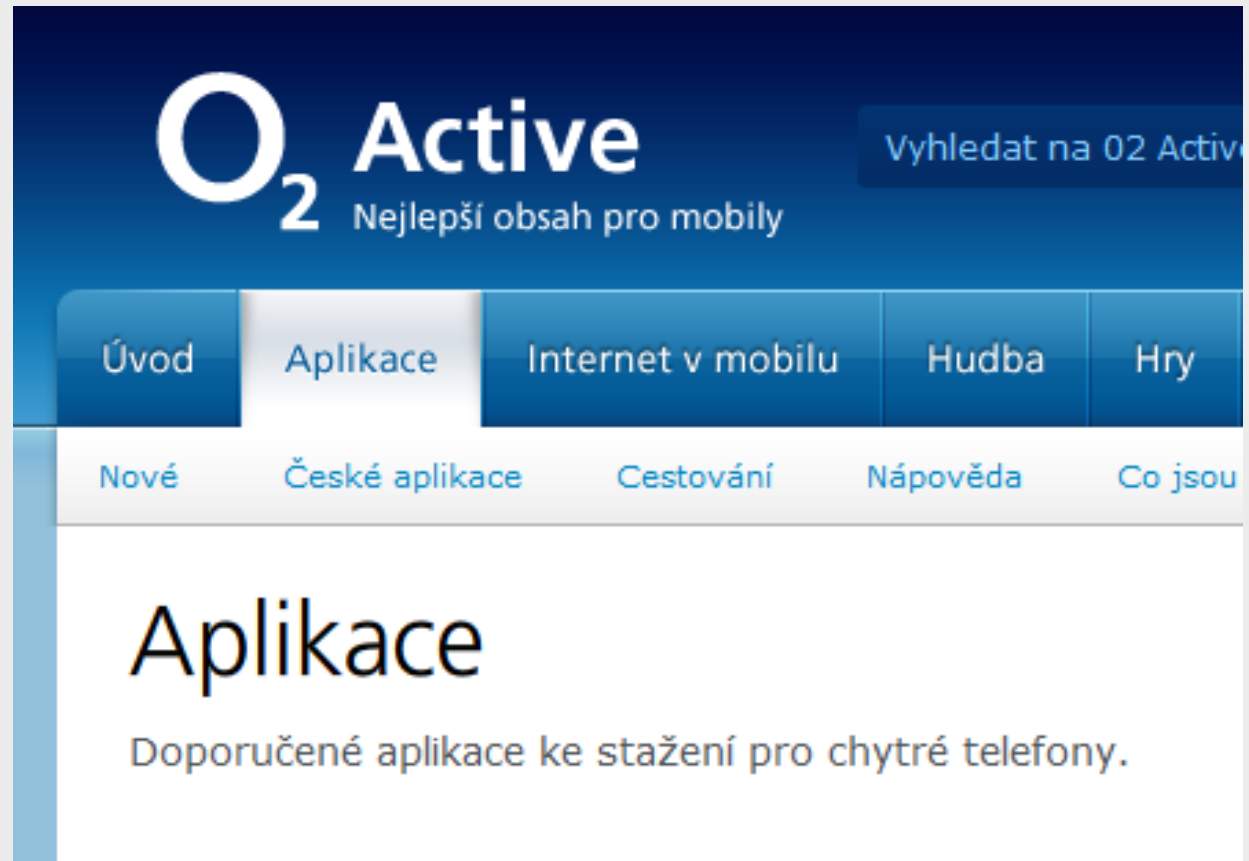 O2 Active
Nejlepší obsah pro mobily
Vyhledat na 02 Active
Úvod Aplikace Internet v mobilu Hudba Hry
Nové České aplikace Cestování Nápověda Co jsou
Aplikace
Doporučené aplikace ke stažení pro chytré telefony.